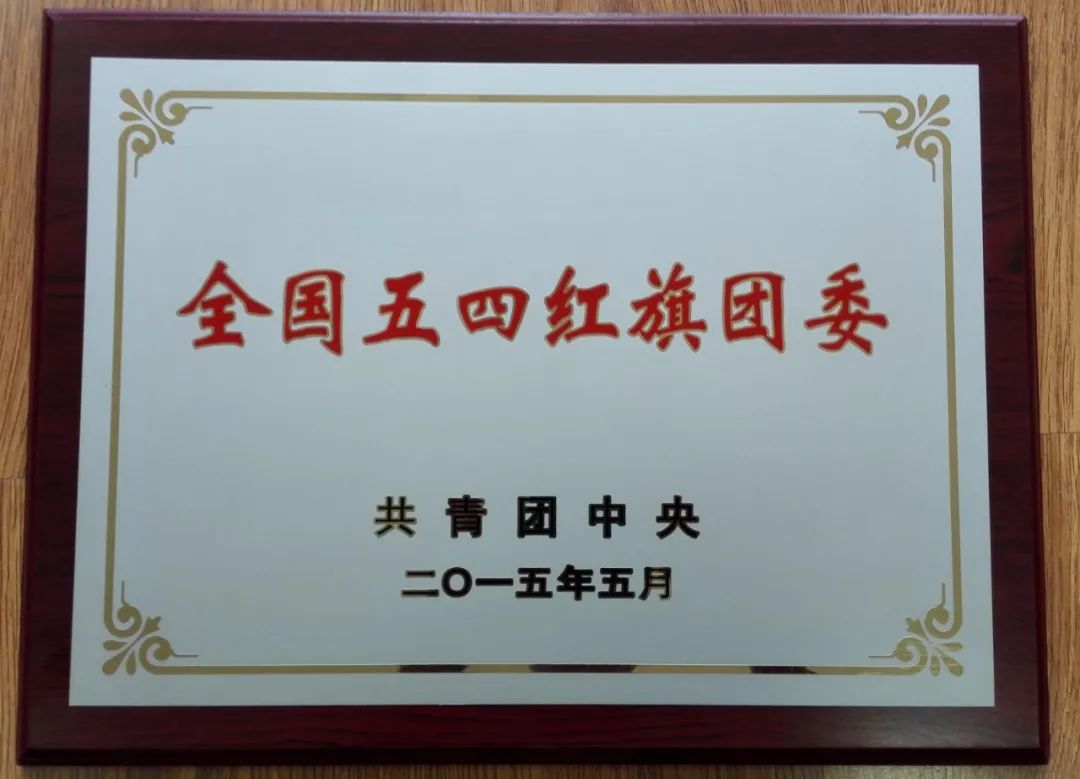 全国五四红旗团委
共青团中央
二〇一五年五月